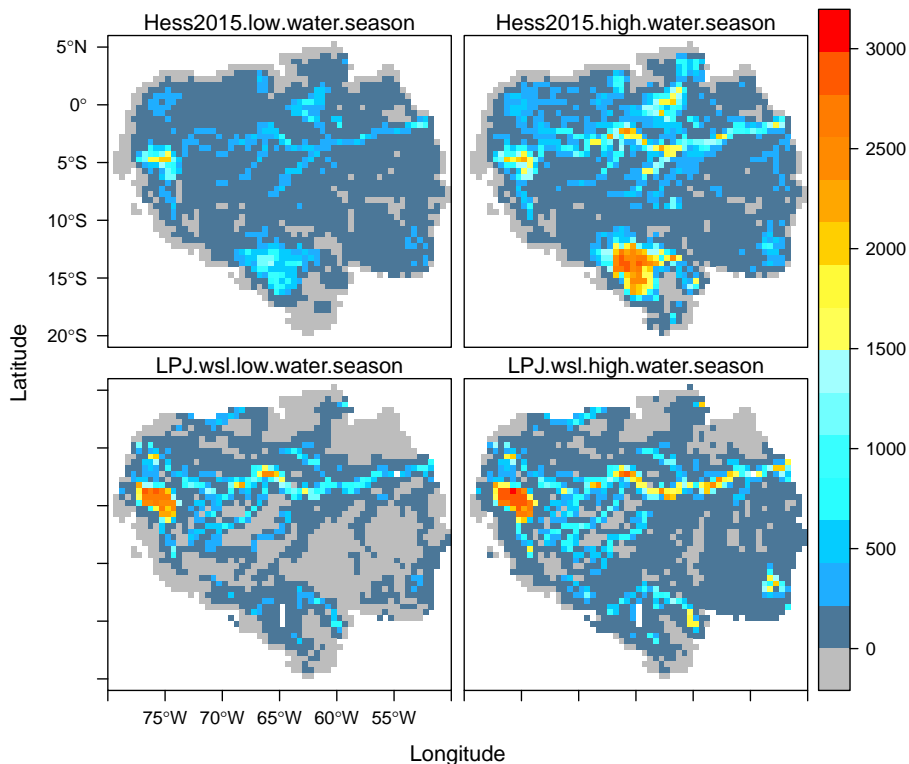 Hess2015.low.water.season
Hess2015.high.water.season
5°N
0°
5°S
10°S
15°S
20°S
LPJ.wsl.low.water.season
LPJ.wsl.high.water.season
75°W
70°W
65°W
60°W
55°W
Latitude
Longitude
3000
2500
2000
1500
1000
500
0